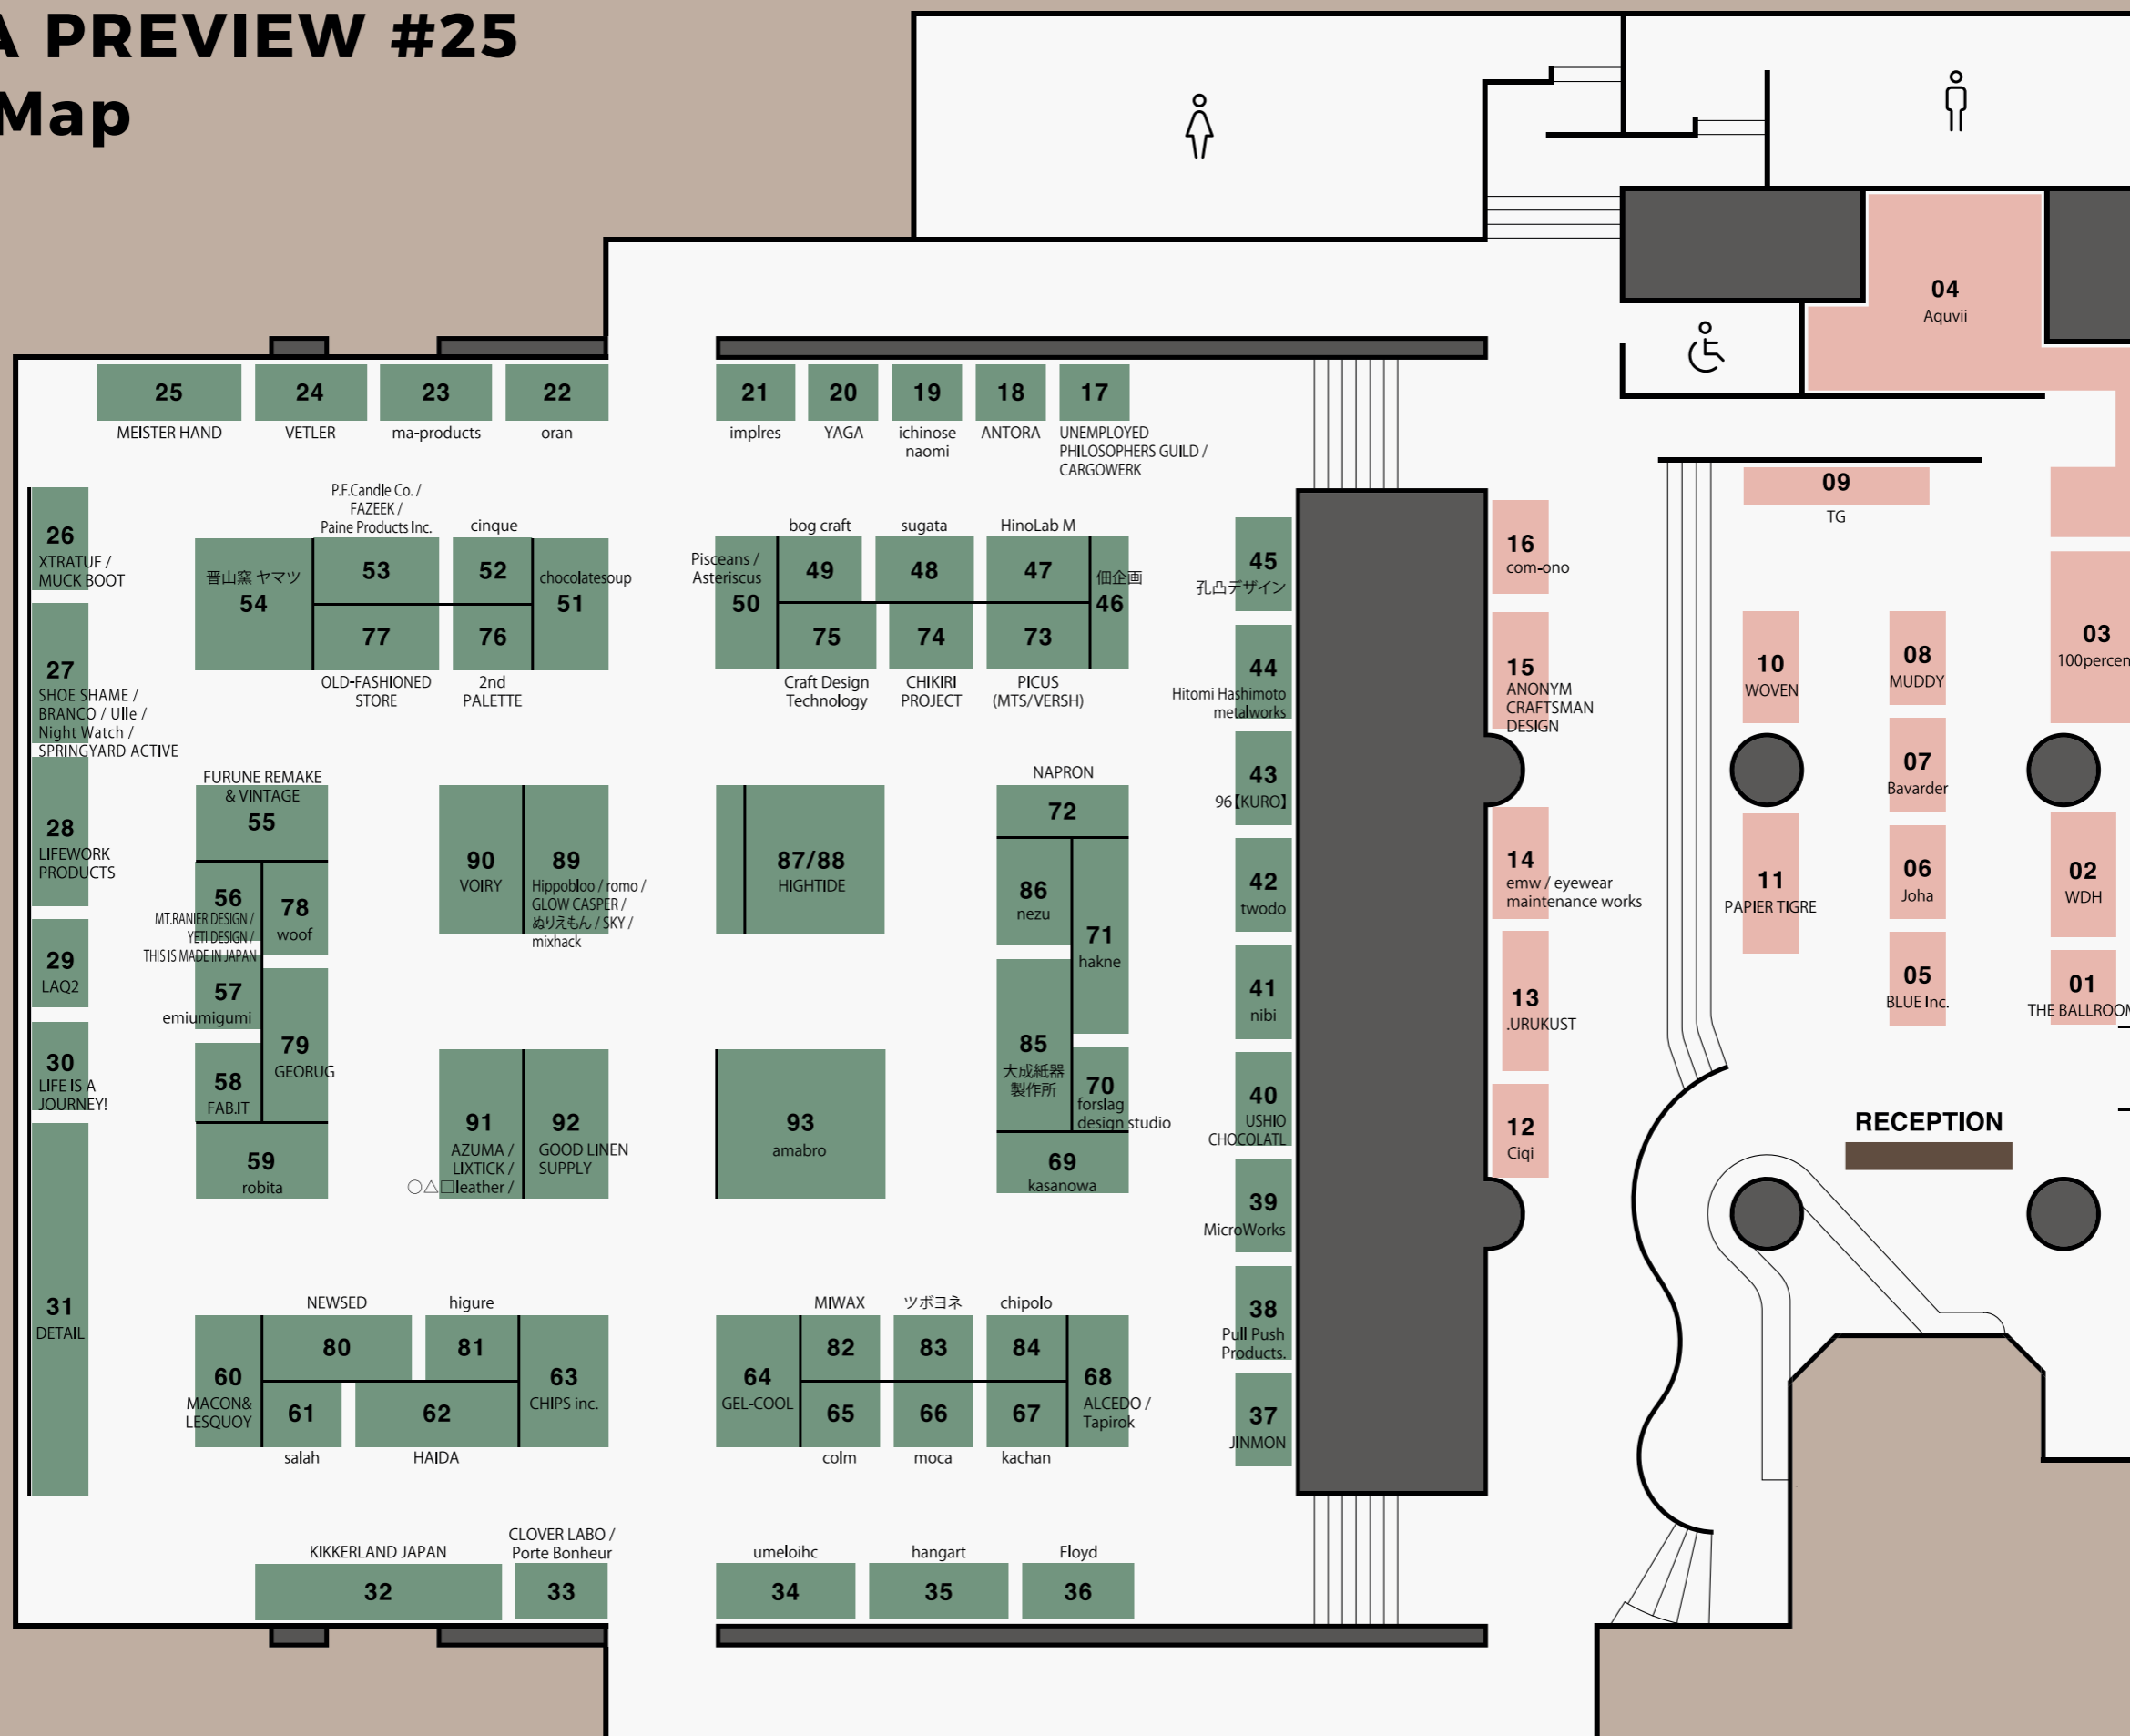 A PREVIEW #25
Map
04
Aquvii
25
MEISTER HAND
24
VETLER
23
ma-products
22
oran
21
implres
20
YAGA
19
ichinose
naomi
18
ANTORA
17
UNEMPLOYED
PHILOSOPHERS GUILD /
CARGOWERK
09
TG
26
XTRATUF /
MUCK BOOT
27
SHOE SHAME /
BRANCO / Ulle /
Night Watch /
SPRINGYARD ACTIVE
28
LIFEWORK
PRODUCTS
29
LAQ2
30
LIFE IS A
JOURNEY!
31
DETAIL
晋山窯 ヤマツ
54
P.F.Candle Co. /
FAZEEK /
Paine Products Inc.
53
cinque
52
chocolatesoup
51
77
OLD-FASHIONED
STORE
76
2nd
PALETTE
Pisceans /
Asteriscus
50
bog craft
49
sugata
48
HinoLab M
47
佃企画
46
75
Craft Design
Technology
74
CHIKIRI
PROJECT
73
PICUS
(MTS/VERSH)
45
孔凸デザイン
44
Hitomi Hashimoto
metalworks
43
96【KURO】
42
twodo
41
nibi
40
USHIO
CHOCOLATL
39
MicroWorks
38
Pull Push
Products.
37
JINMON
16
com-ono
15
ANONYM
CRAFTSMAN
DESIGN
14
emw / eyewear
maintenance works
13
.URUKUST
12
Ciqi
10
WOVEN
11
PAPIER TIGRE
08
MUDDY
07
Bavarder
06
Joha
05
BLUE Inc.
03
100percen
02
WDH
01
THE BALLROOM
RECEPTION
FURUNE REMAKE
& VINTAGE
55
56
MT.RANIER DESIGN /
YETI DESIGN /
THIS IS MADE IN JAPAN
78
woof
57
emiumigumi
79
GEORUG
58
FAB.IT
59
robita
90
VOIRY
89
Hippobloo / romo /
GLOW CASPER /
ぬりえもん / SKY /
mixhack
87/88
HIGHTIDE
NAPRON
72
86
nezu
71
hakne
85
大成紙器
製作所
70
forslag
design studio
69
kasanowa
91
AZUMA /
LIXTICK /
○△□leather /
92
GOOD LINEN
SUPPLY
93
amabro
60
MACON&
LESQUOY
NEWSED
80
higure
81
63
CHIPS inc.
61
salah
62
HAIDA
64
GEL-COOL
MIWAX
82
ツボヨネ
83
chipolo
84
68
ALCEDO /
Tapirok
65
colm
66
moca
67
kachan
KIKKERLAND JAPAN
32
CLOVER LABO /
Porte Bonheur
33
umeloihc
34
hangart
35
Floyd
36